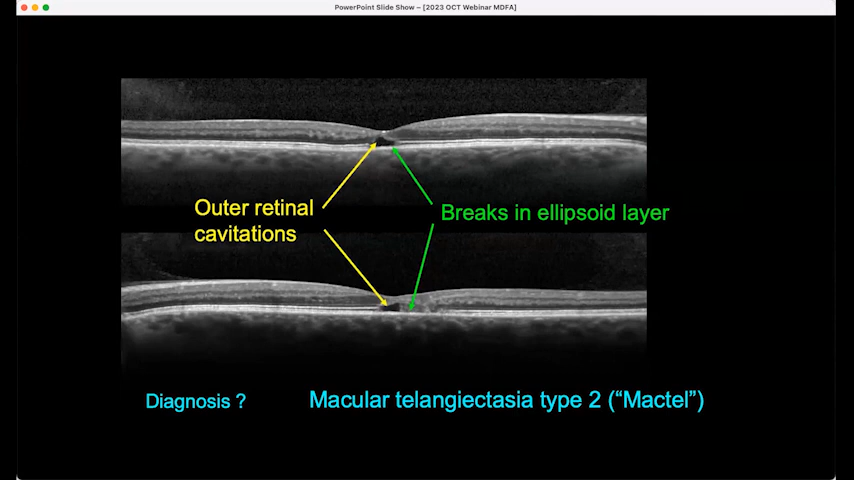 PowerPoint Slide Show – [2023 OCT Webinar MDFA]
Outer retinal
cavitations
Breaks in ellipsoid layer
Diagnosis ?
Macular telangiectasia type 2 (“Mactel”)